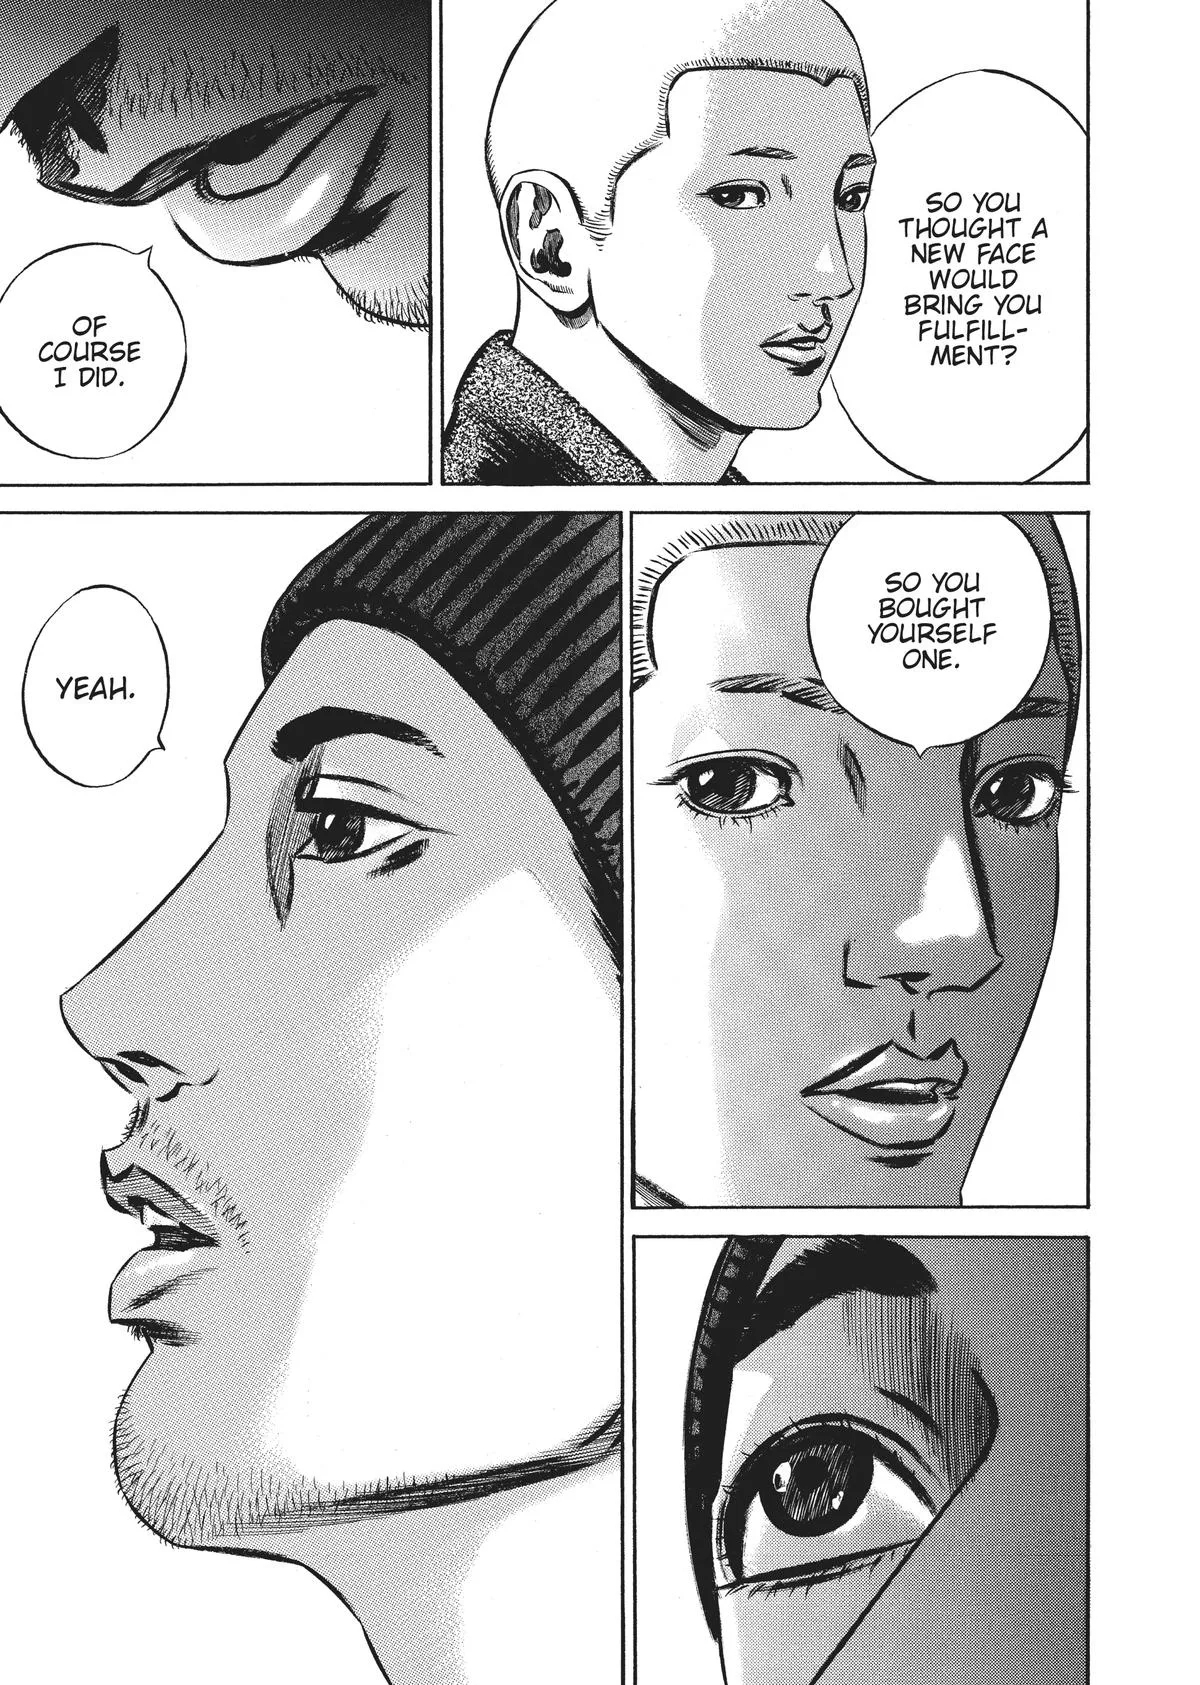 SO YOU
THOUGHT A
NEW FACE
WOULD
BRING YOU
FULFILL-
MENT?
OF
COURSE
I DID.
SO YOU
BOUGHT
YOURSELF
ONE.
YEAH.